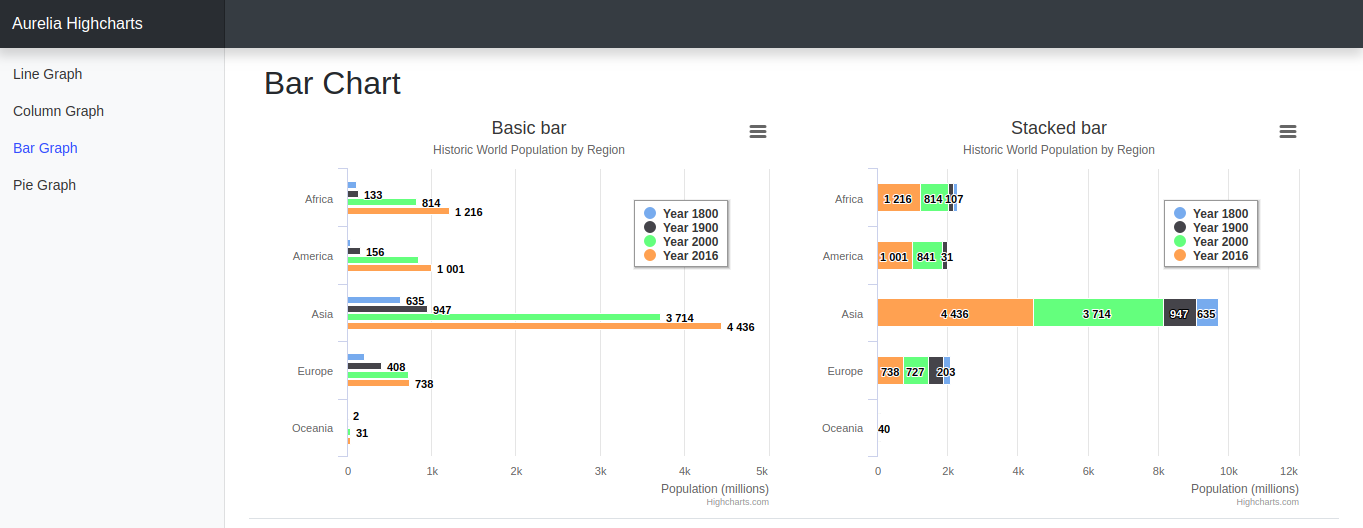 Aurelia Highcharts
Line Graph
Column Graph
Bar Graph
Pie Graph
Bar Chart
Basic bar
Historic World Population by Region
Africa
133
814
1 216
America
156
1 001
Asia
635
947
3 714
4 436
Europe
408
738
Oceania
2
31
Year 1800
Year 1900
Year 2000
Year 2016
0 1k 2k 3k 4k 5k
Population (millions)
Highcharts.com
Stacked bar
Historic World Population by Region
Africa 1 216 814 107
America 1 001 841 31
Asia 4 436 3 714 947 635
Europe 738 727 203
Oceania 40
Year 1800
Year 1900
Year 2000
Year 2016
0 2k 4k 6k 8k 10k 12k
Population (millions)
Highcharts.com